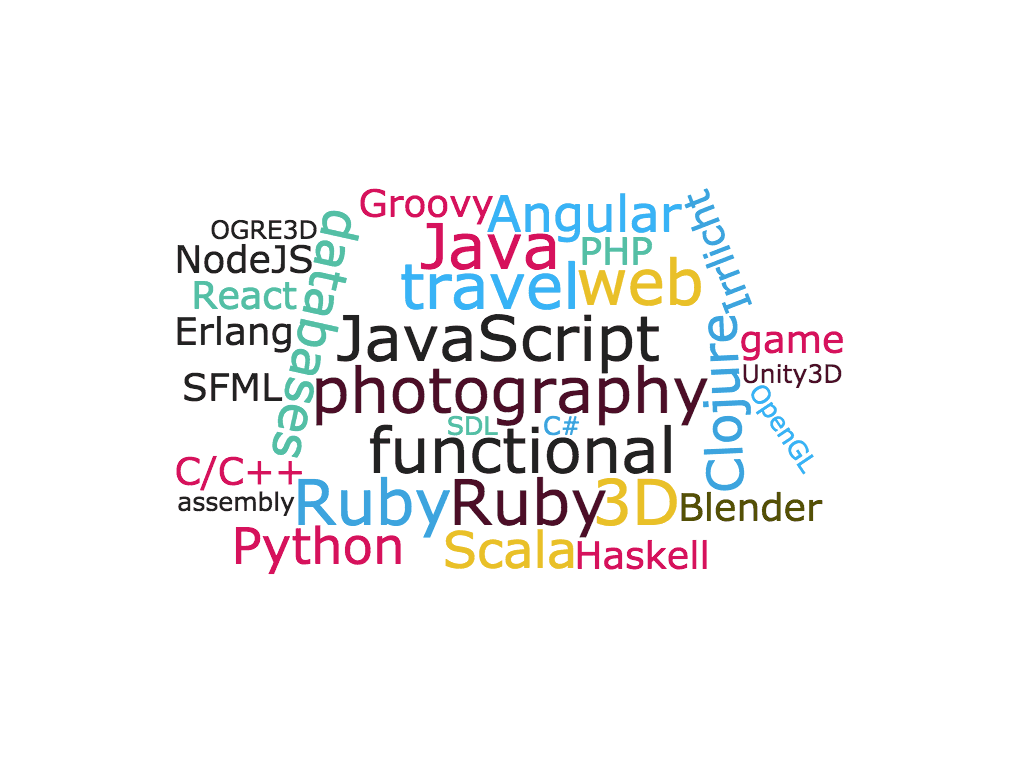 Groovy
Angular
Irrlicht
OGRE3D
databases
Java
PHP
NodeJS
travel
web
React
Erlang
JavaScript
game
Clojure
Unity3D
SFML
photography
OpenGL
SDL
C#
functional
C/C++
assembly
Ruby
Ruby
3D
Blender
Python
Scala
Haskell